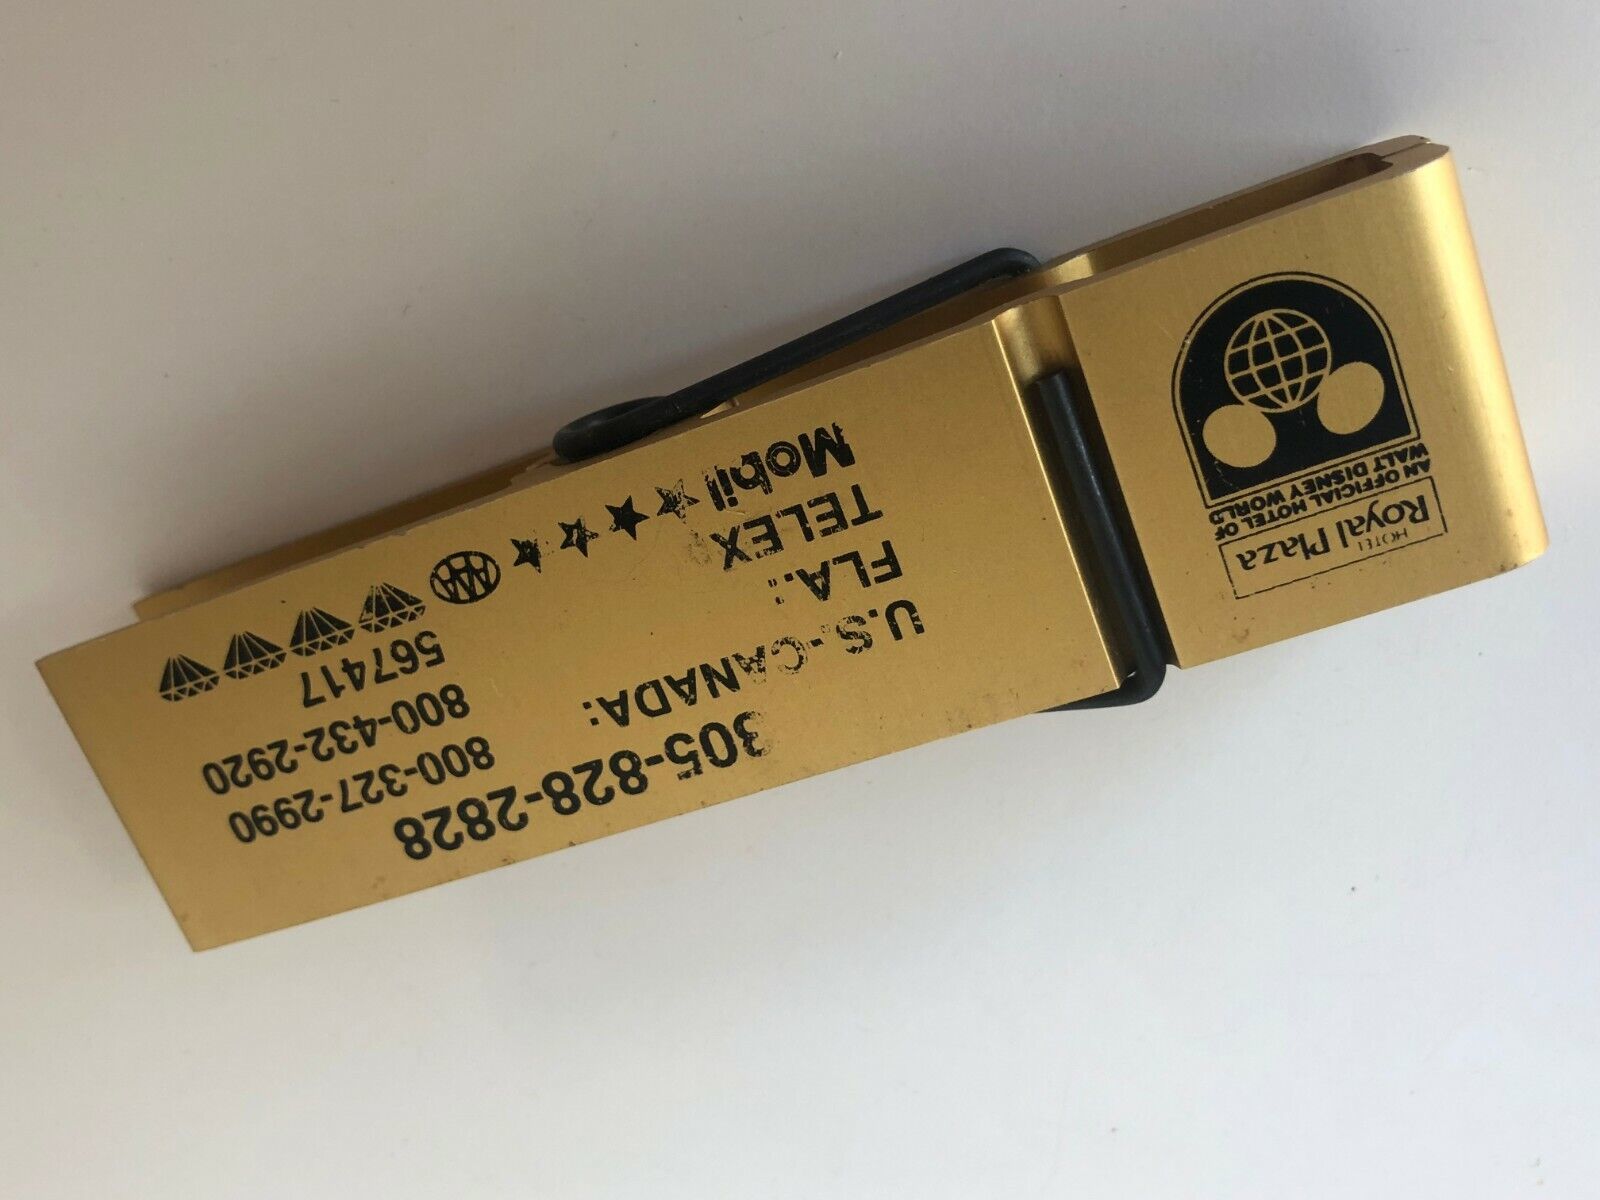 HOTEL
Royal Plaza
AN OFFICIAL HOTEL OF
WALT DISNEY WORLD
305-828-2828
U.S.-CANADA: 800-327-2990
FLA.: 800-432-2920
TELEX 567417
Mobil ★★★★ AAA